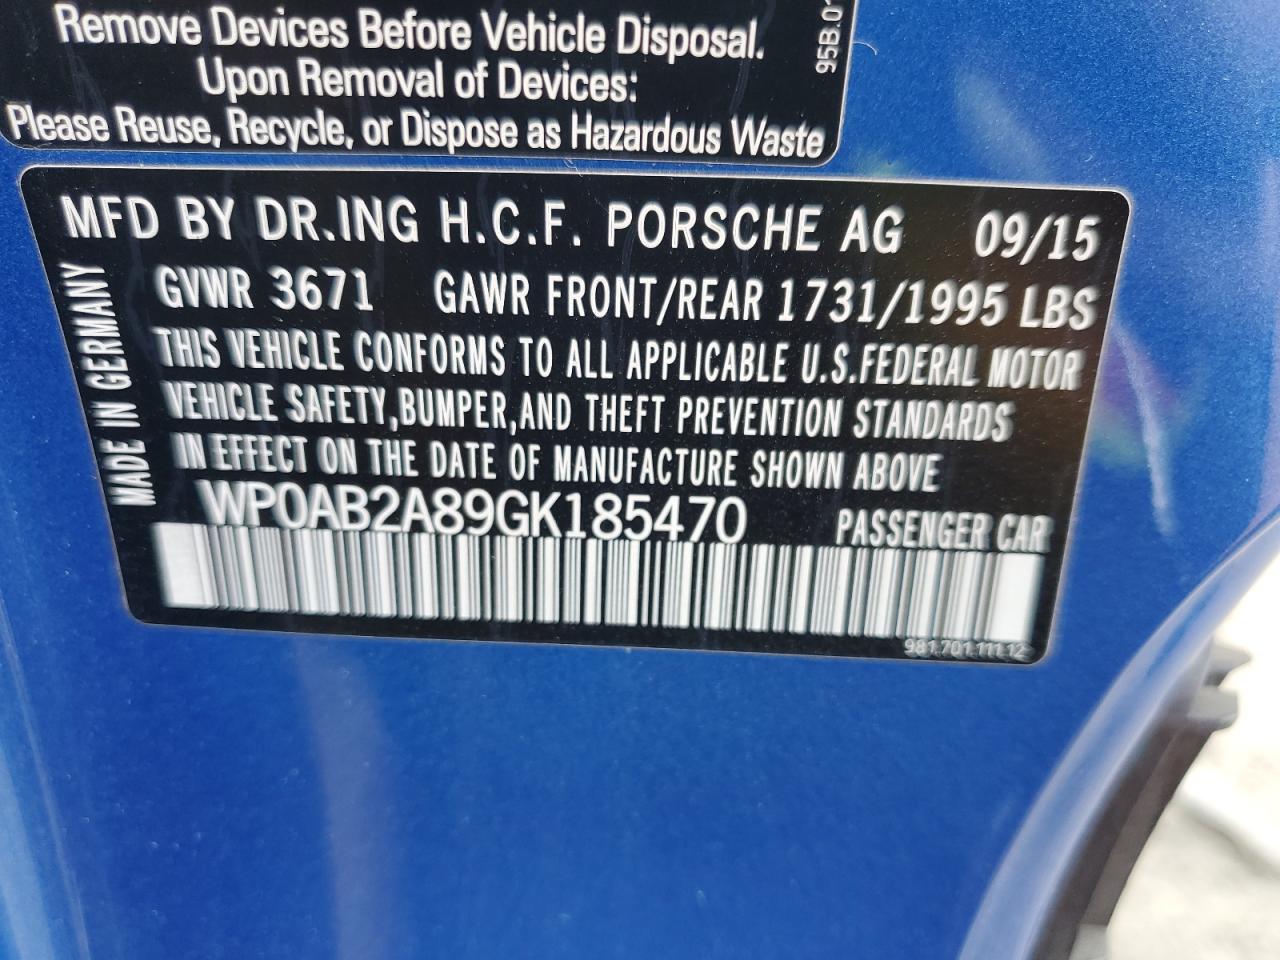 Remove Devices Before Vehicle Disposal.
Upon Removal of Devices:
Please Reuse, Recycle, or Dispose as Hazardous Waste
95B.01
MFD BY DR.ING H.C.F. PORSCHE AG 09/15
GVWR 3671 GAWR FRONT/REAR 1731/1995 LBS
THIS VEHICLE CONFORMS TO ALL APPLICABLE U.S.FEDERAL MOTOR
VEHICLE SAFETY,BUMPER,AND THEFT PREVENTION STANDARDS
IN EFFECT ON THE DATE OF MANUFACTURE SHOWN ABOVE
MADE IN GERMANY
WP0AB2A89GK185470 PASSENGER CAR
981.701.111.12